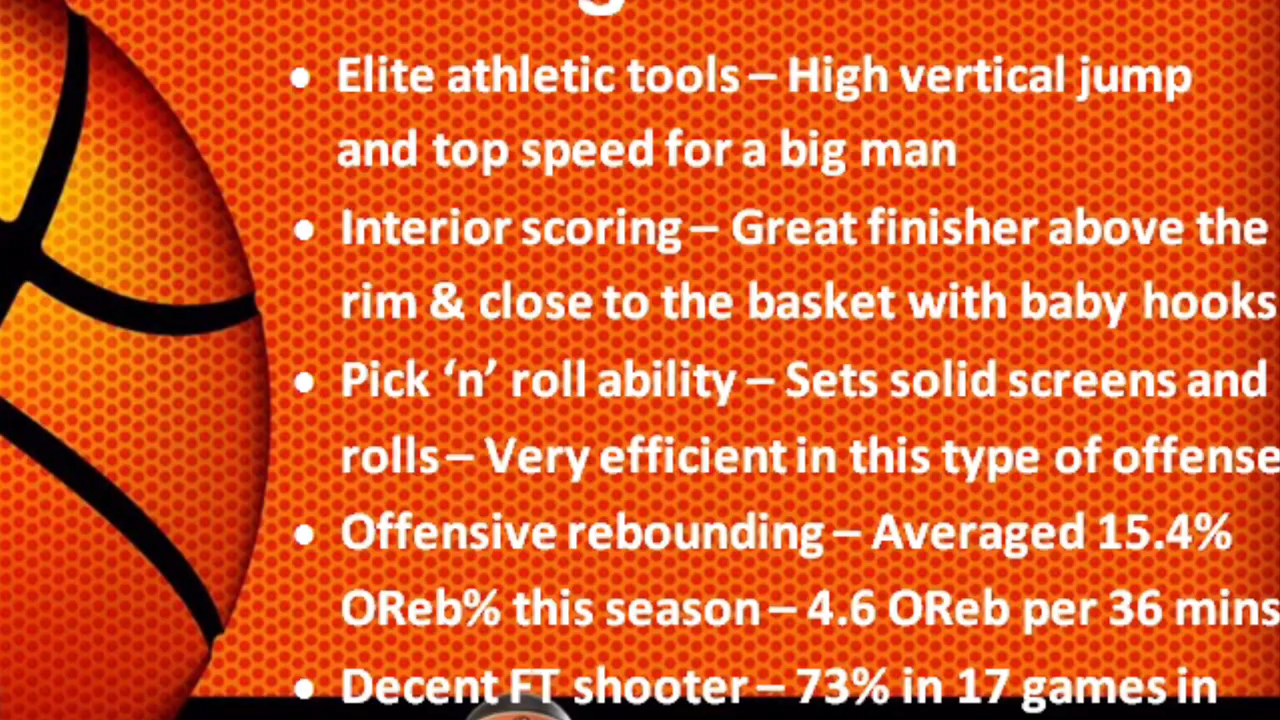 • Elite athletic tools – High vertical jump
and top speed for a big man
• Interior scoring – Great finisher above the
rim & close to the basket with baby hooks
• Pick ‘n’ roll ability – Sets solid screens and
rolls – Very efficient in this type of offense
• Offensive rebounding – Averaged 15.4%
OReb% this season – 4.6 OReb per 36 mins
• Decent FT shooter – 73% in 17 games in